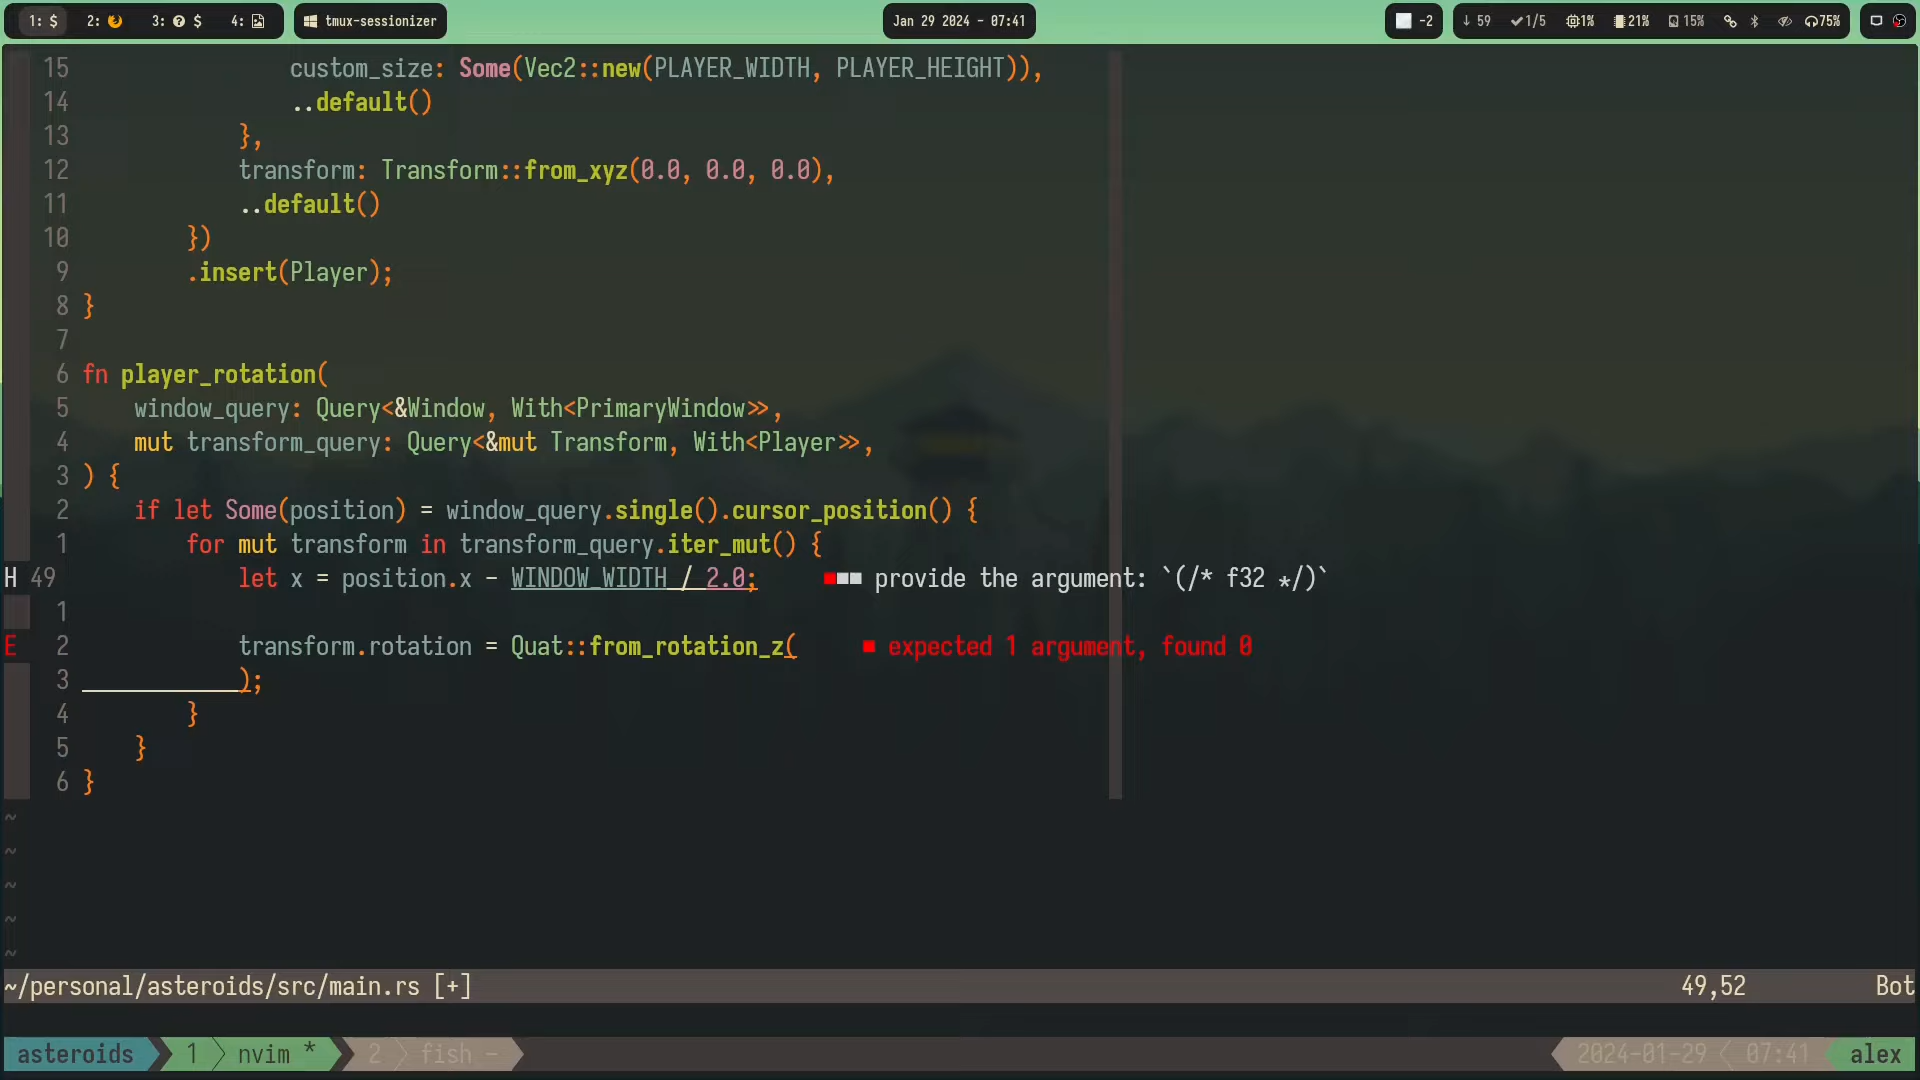 1: $ 2: 3: $ 4: tmux-sessionizer Jan 29 2024 - 07:41 -2 ↓ 59 ✓1/5 1% 21% 15% 75%
15 custom_size: Some(Vec2::new(PLAYER_WIDTH, PLAYER_HEIGHT)),
14 ..default()
13 },
12 transform: Transform::from_xyz(0.0, 0.0, 0.0),
11 ..default()
10 })
9 .insert(Player);
8 }
7
6 fn player_rotation(
5 window_query: Query<&Window, With<PrimaryWindow>>,
4 mut transform_query: Query<&mut Transform, With<Player>>,
3 ) {
2 if let Some(position) = window_query.single().cursor_position() {
1 for mut transform in transform_query.iter_mut() {
H 49 let x = position.x - WINDOW_WIDTH / 2.0; ■■■ provide the argument: `(/* f32 */)`
1
E 2 transform.rotation = Quat::from_rotation_z( ■ expected 1 argument, found 0
3 );
4 }
5 }
6 }
~
~
~
~
~
~/personal/asteroids/src/main.rs [+] 49,52 Bot
asteroids 1 nvim * 2 fish - 2024-01-29 07:41 alex